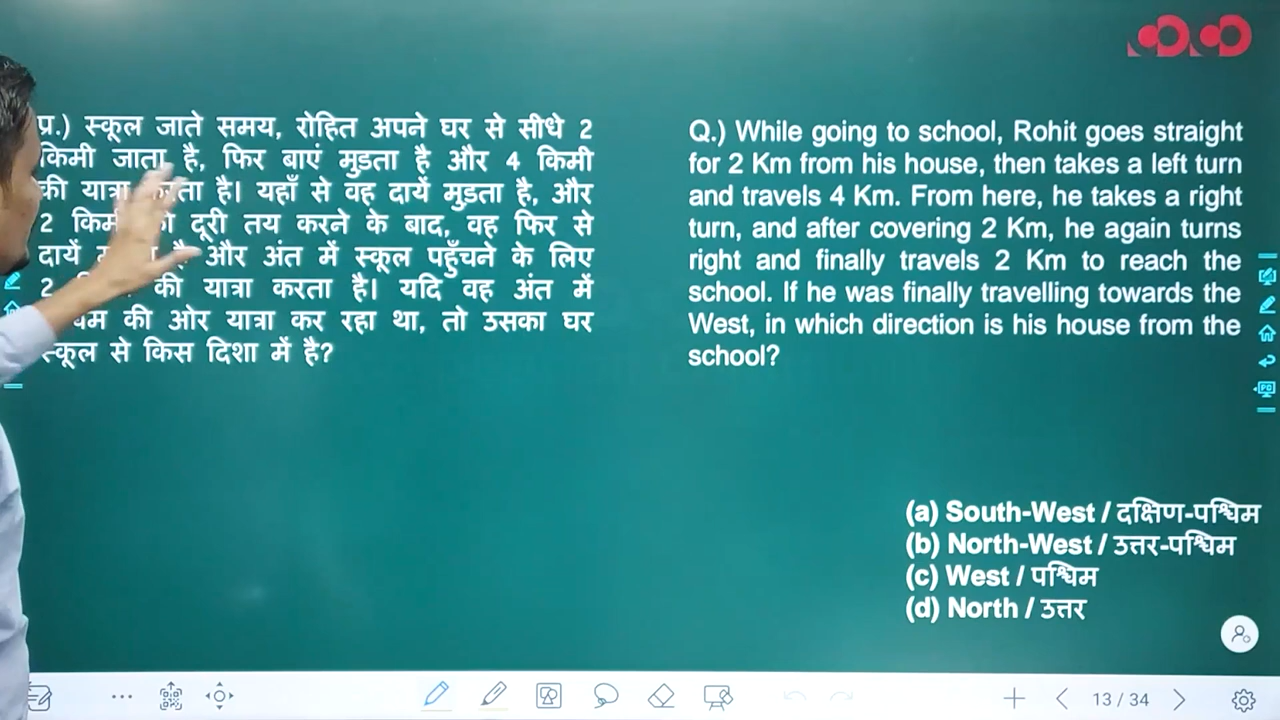 प्र.) स्कूल जाते समय, रोहित अपने घर से सीधे 2
किमी जाता है, फिर बाएं मुड़ता है और 4 किमी
की यात्रा करता है। यहाँ से वह दायें मुड़ता है, और
2 किमी की दूरी तय करने के बाद, वह फिर से
दायें है और अंत में स्कूल पहुँचने के लिए
2 की यात्रा करता है। यदि वह अंत में
की ओर यात्रा कर रहा था, तो उसका घर
स्कूल से किस दिशा में है?
Q.) While going to school, Rohit goes straight
for 2 Km from his house, then takes a left turn
and travels 4 Km. From here, he takes a right
turn, and after covering 2 Km, he again turns
right and finally travels 2 Km to reach the
school. If he was finally travelling towards the
West, in which direction is his house from the
school?
(a) South-West / दक्षिण-पश्चिम
(b) North-West / उत्तर-पश्चिम
(c) West / पश्चिम
(d) North / उत्तर
13 / 34